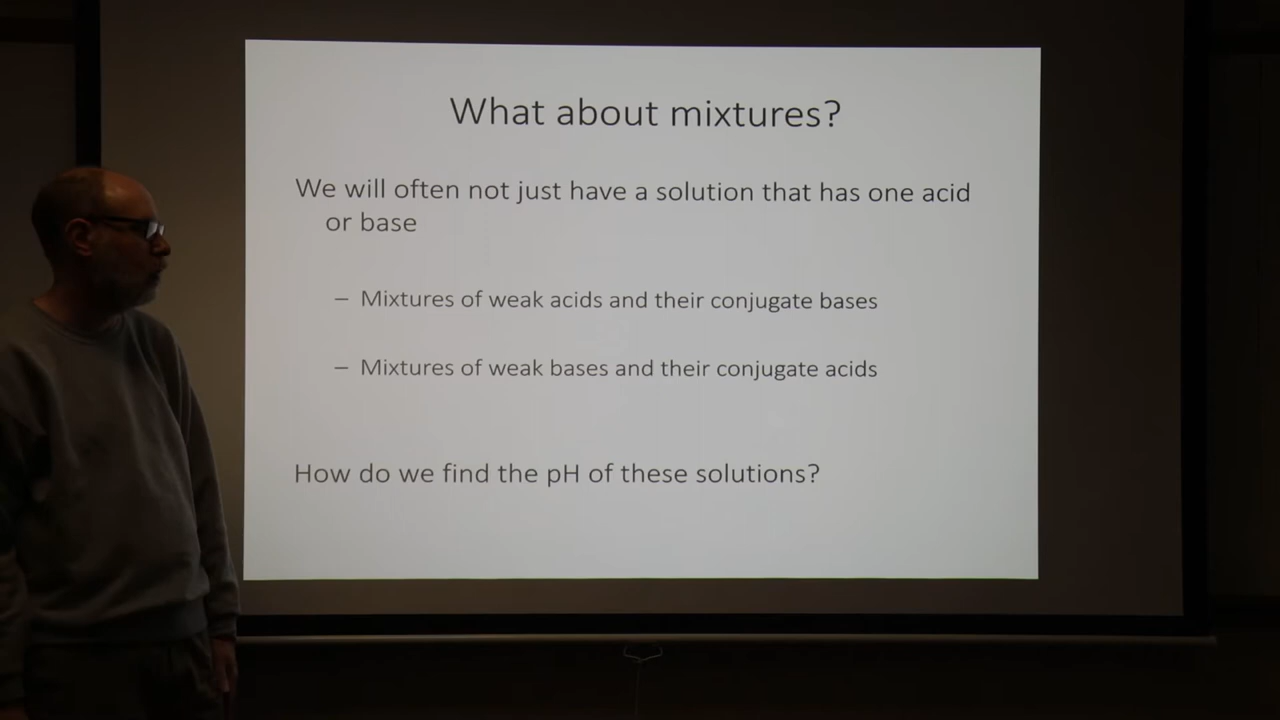 What about mixtures?
We will often not just have a solution that has one acid
or base
– Mixtures of weak acids and their conjugate bases
– Mixtures of weak bases and their conjugate acids
How do we find the pH of these solutions?